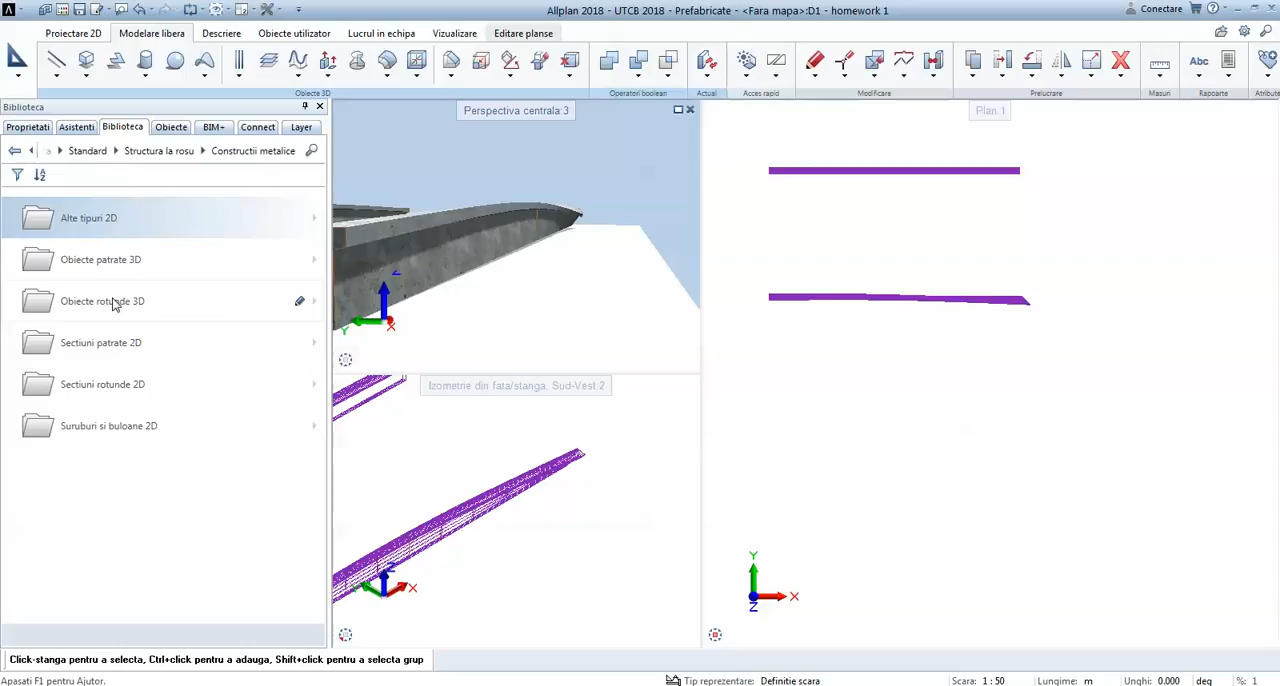 Allplan 2018 - UTCB 2018 - Prefabricate - <Fara mapa>:D1 - homework 1
Conectare
Proiectare 2D
Modelare libera
Descriere
Obiecte utilizator
Lucrul in echipa
Vizualizare
Editare planse
Abc
Obiecte 3D
Operatori boolean
Actual
Acces rapid
Modificare
Prelucrare
Masuri
Rapoarte
Atribute
Biblioteca
Perspectiva centrala:3
Plan:1
Proprietati
Asistenti
Biblioteca
Obiecte
BIM+
Connect
Layer
Standard
Structura la rosu
Constructii metalice
Alte tipuri 2D
Obiecte patrate 3D
Obiecte rotunde 3D
Sectiuni patrate 2D
Sectiuni rotunde 2D
Suruburi si buloane 2D
Y
X
Izometrie din fata/stanga, Sud-Vest:2
Z
X
Y
X
Z
Click-stanga pentru a selecta, Ctrl+click pentru a adauga, Shift+click pentru a selecta grup
Apasati F1 pentru Ajutor.
Tip reprezentare: Definitie scara
Scara: 1 : 50
Lungime: m
Unghi: 0.000
deg
%: 1